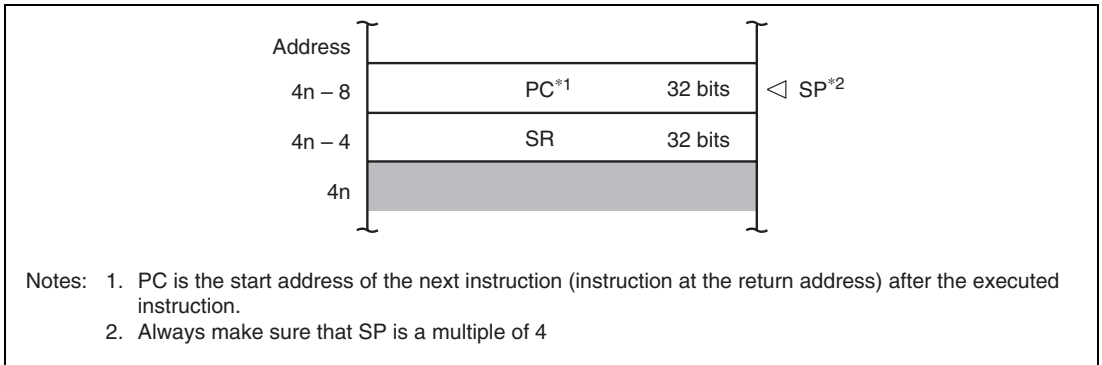 Address
4n – 8 PC*1 32 bits ◁ SP*2
4n – 4 SR 32 bits
4n
Notes: 1. PC is the start address of the next instruction (instruction at the return address) after the executed
instruction.
2. Always make sure that SP is a multiple of 4